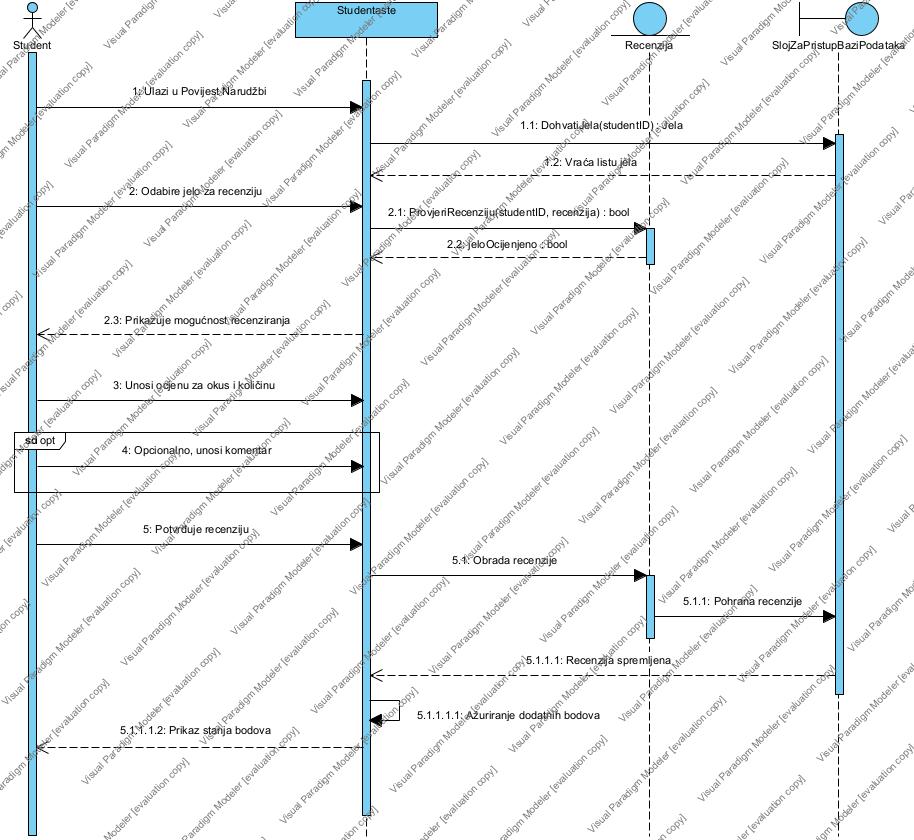 Studentaste
Student
Recenzija
SlojZaPristupBaziPodataka
1: Ulazi u Povijest Narudžbi
1.1: DohvatiJela(studentID) : Jela
1.2: Vraća listu jela
2: Odabire jelo za recenziju
2.1: ProvjeriRecenziju(studentID, recenzija) : bool
2.2: jeloOcijenjeno : bool
2.3: Prikazuje mogućnost recenziranja
3: Unosi ocjenu za okus i količinu
sd opt
4: Opcionalno, unosi komentar
5: Potvrđuje recenziju
5.1: Obrada recenzije
5.1.1: Pohrana recenzije
5.1.1.1: Recenzija spremljena
5.1.1.1.1: Ažuriranje dodatnih bodova
5.1.1.1.2: Prikaz stanja bodova
Visual Paradigm Modeler [evaluation copy]